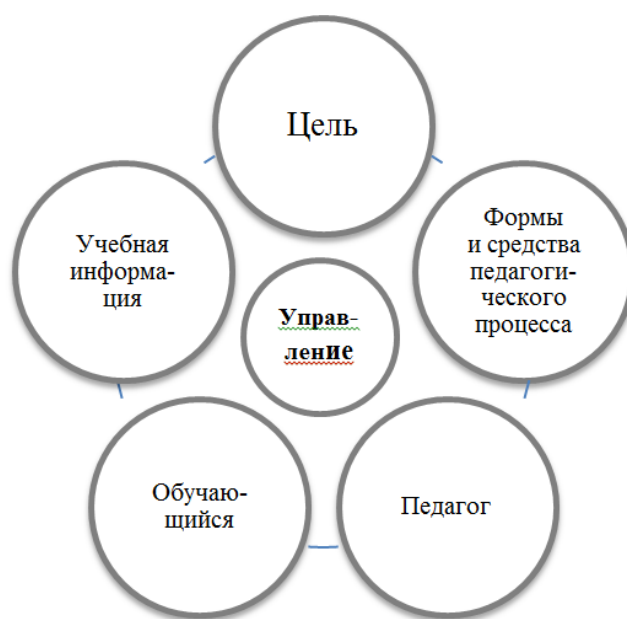 Цель
Формы
и средства
педагоги-
ческого
процесса
Педагог
Обучаю-
щийся
Учебная
информа-
ция
Управ-
ление